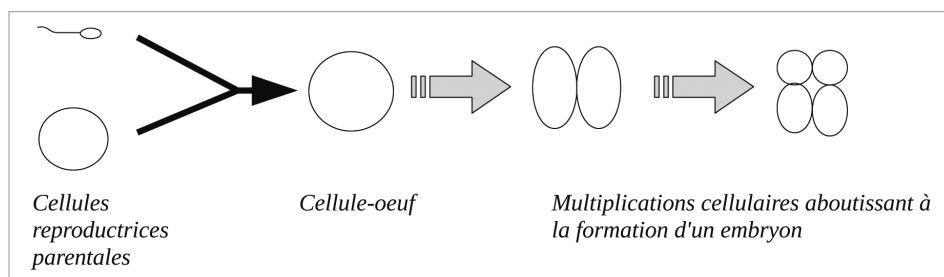 Cellules
reproductrices
parentales
Cellule-oeuf
Multiplications cellulaires aboutissant à
la formation d'un embryon